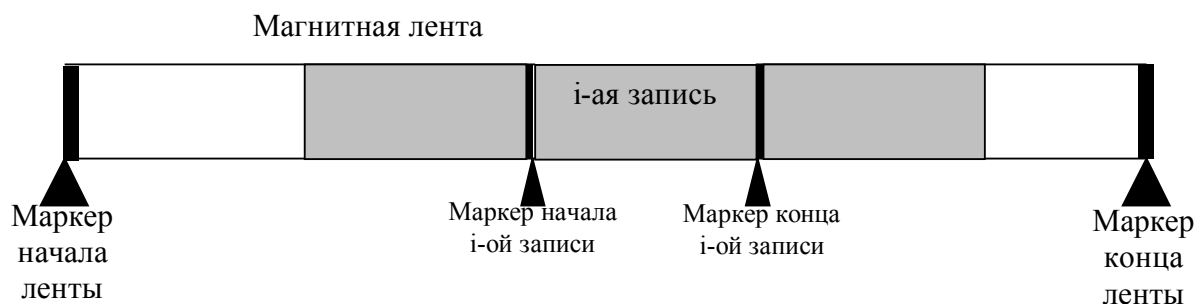 Магнитная лента
i-ая запись
Маркер начала
i-ой записи
Маркер конца
i-ой записи
Маркер
начала
ленты
Маркер
конца
ленты